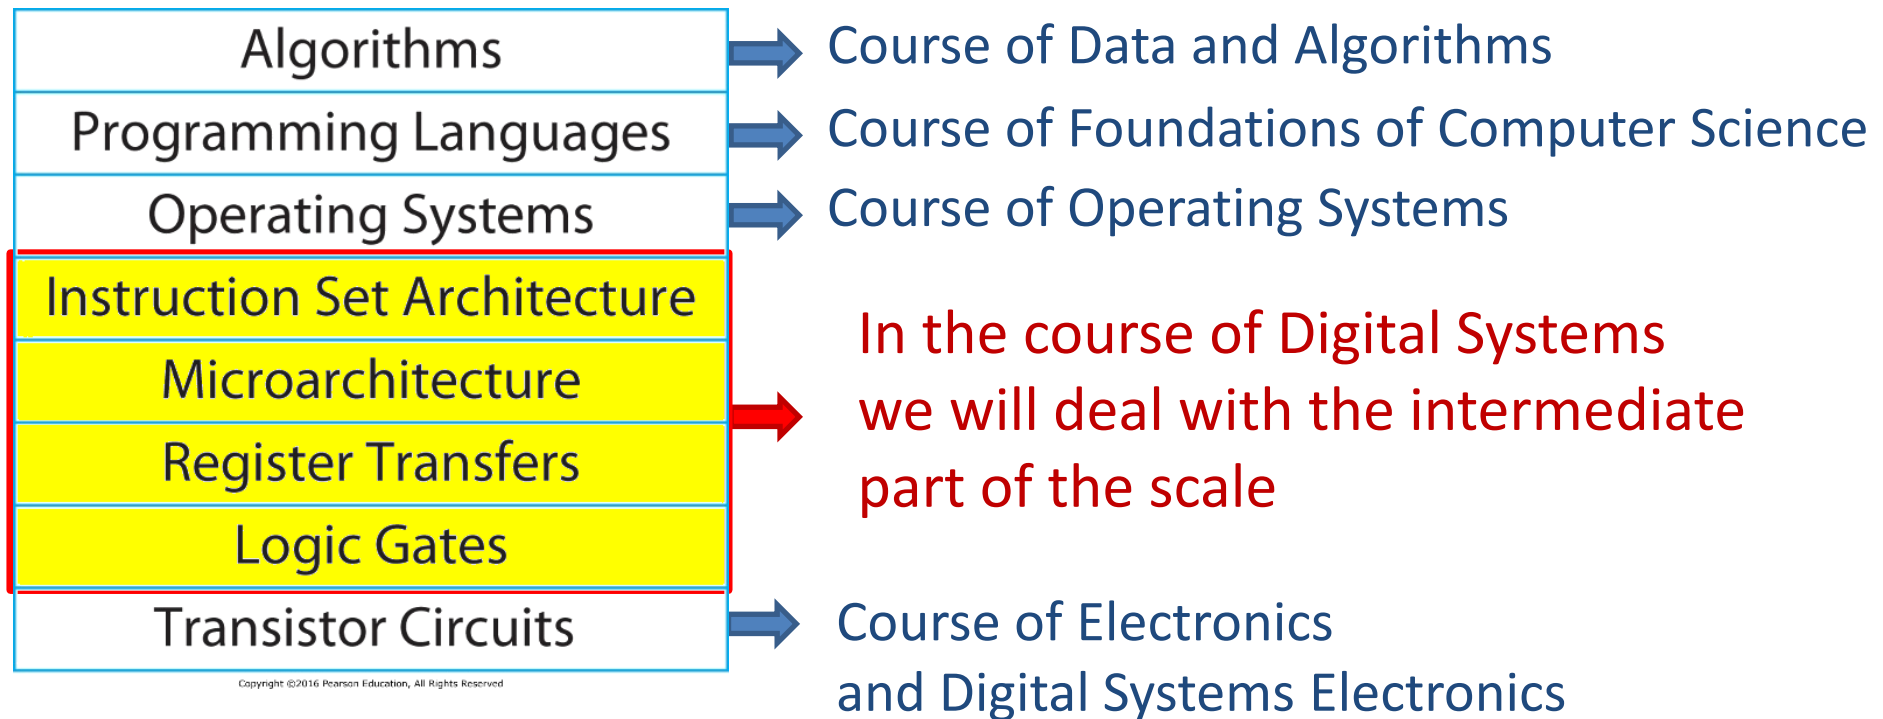 Algorithms
Course of Data and Algorithms
Programming Languages
Course of Foundations of Computer Science
Operating Systems
Course of Operating Systems
Instruction Set Architecture
Microarchitecture
Register Transfers
Logic Gates
In the course of Digital Systems
we will deal with the intermediate
part of the scale
Transistor Circuits
Course of Electronics
and Digital Systems Electronics
Copyright ©2016 Pearson Education, All Rights Reserved